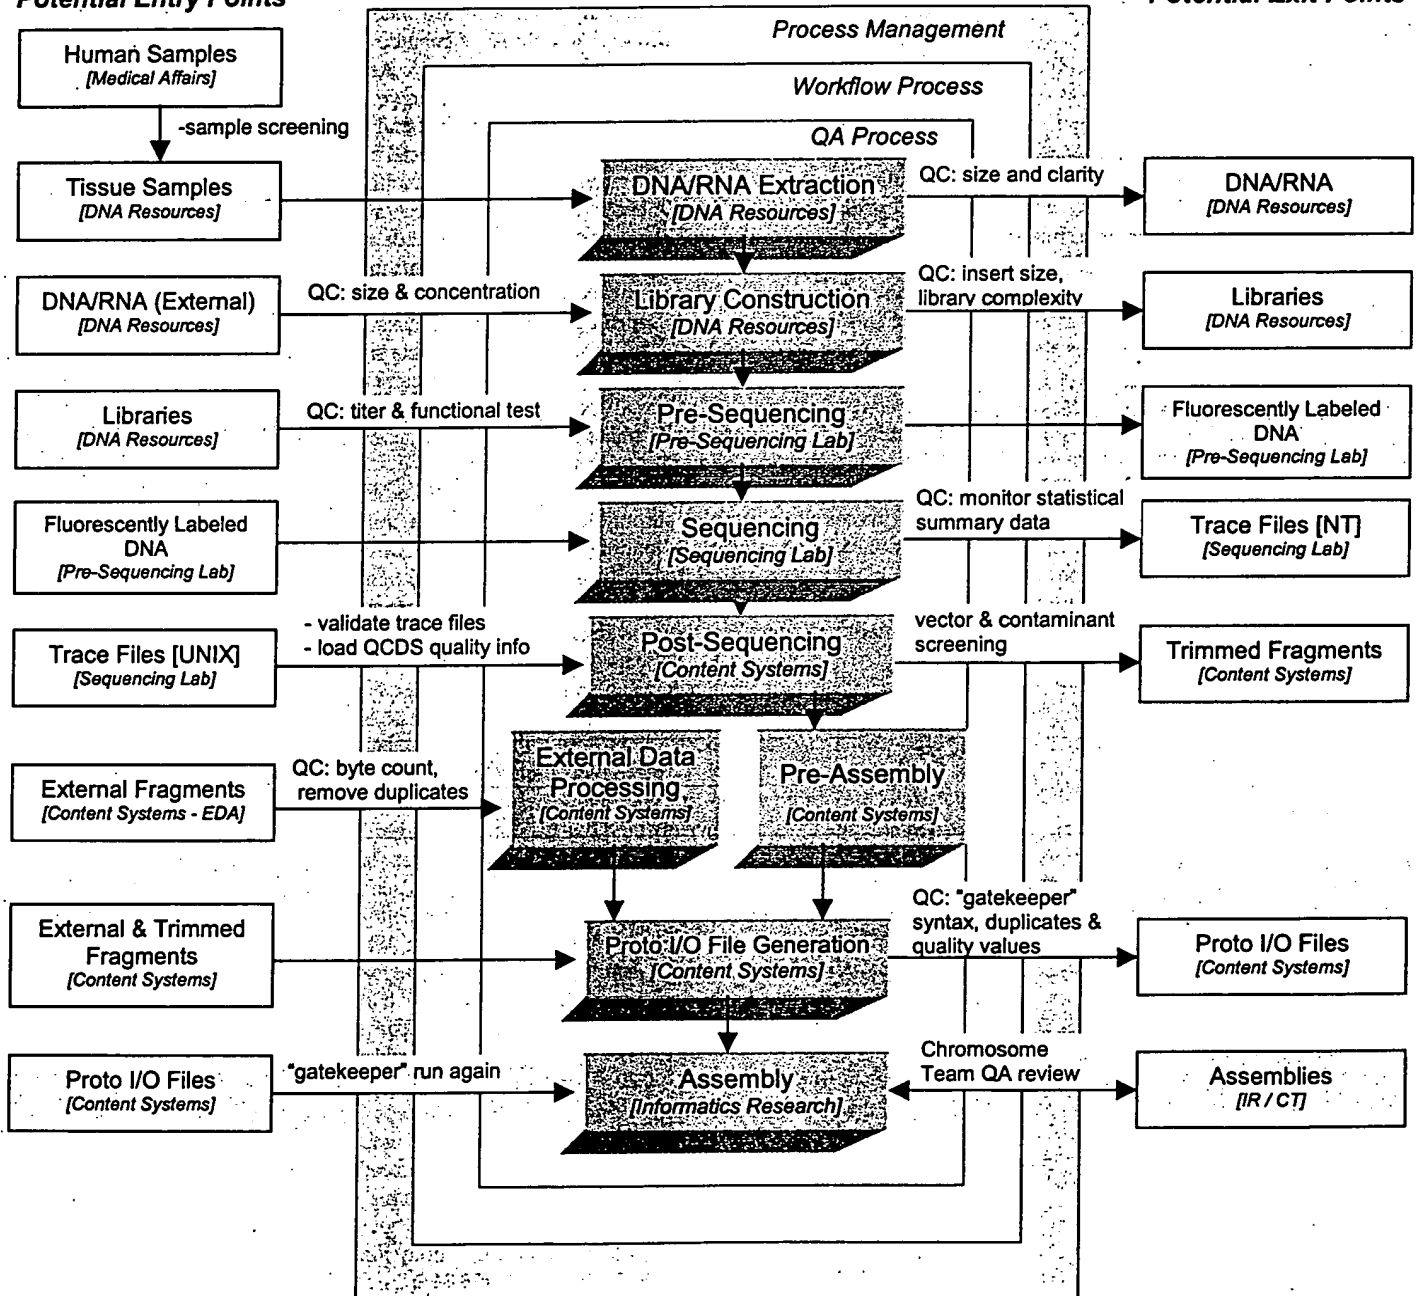 Potential Entry Points
Potential Exit Points
Process Management
Human Samples
[Medical Affairs]
Workflow Process
-sample screening
QA Process
Tissue Samples
[DNA Resources]
DNA/RNA Extraction
[DNA Resources]
QC: size and clarity
DNA/RNA
[DNA Resources]
DNA/RNA (External)
[DNA Resources]
QC: size & concentration
Library Construction
[DNA Resources]
QC: insert size,
library complexity
Libraries
[DNA Resources]
Libraries
[DNA Resources]
QC: titer & functional test
Pre-Sequencing
[Pre-Sequencing Lab]
Fluorescently Labeled
DNA
[Pre-Sequencing Lab]
Fluorescently Labeled
DNA
[Pre-Sequencing Lab]
Sequencing
[Sequencing Lab]
QC: monitor statistical
summary data
Trace Files [NT]
[Sequencing Lab]
Trace Files [UNIX]
[Sequencing Lab]
- validate trace files
- load QCDS quality info
Post-Sequencing
[Content Systems]
vector & contaminant
screening
Trimmed Fragments
[Content Systems]
External Fragments
[Content Systems - EDA]
QC: byte count,
remove duplicates
External Data
Processing
[Content Systems]
Pre-Assembly
[Content Systems]
External & Trimmed
Fragments
[Content Systems]
Proto I/O File Generation
[Content Systems]
QC: "gatekeeper"
syntax, duplicates &
quality values
Proto I/O Files
[Content Systems]
Proto I/O Files
[Content Systems]
"gatekeeper" run again
Assembly
[Informatics Research]
Chromosome
Team QA review
Assemblies
[IR / CT]